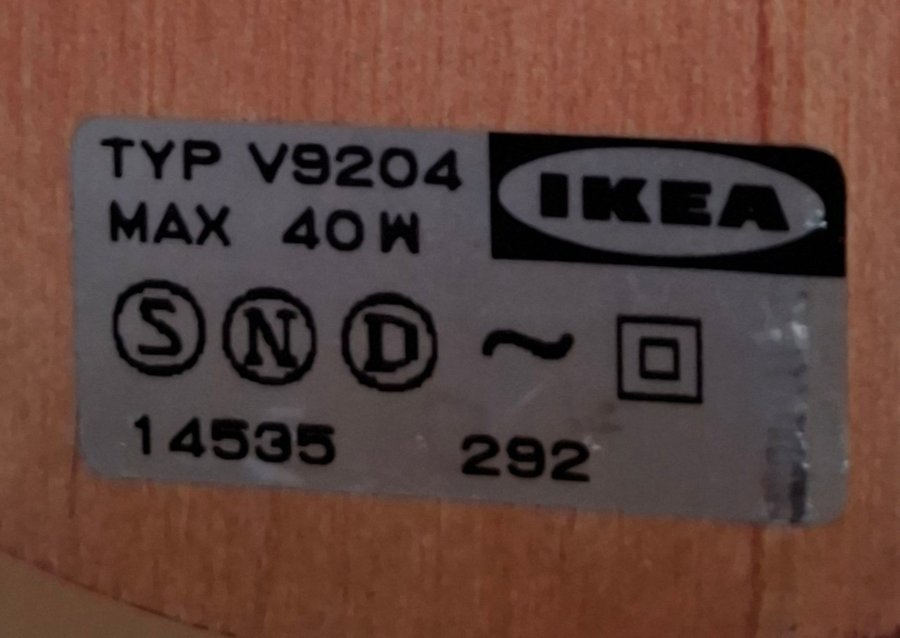 TYP V9204
IKEA
MAX 40W
S N D ~
14535 292